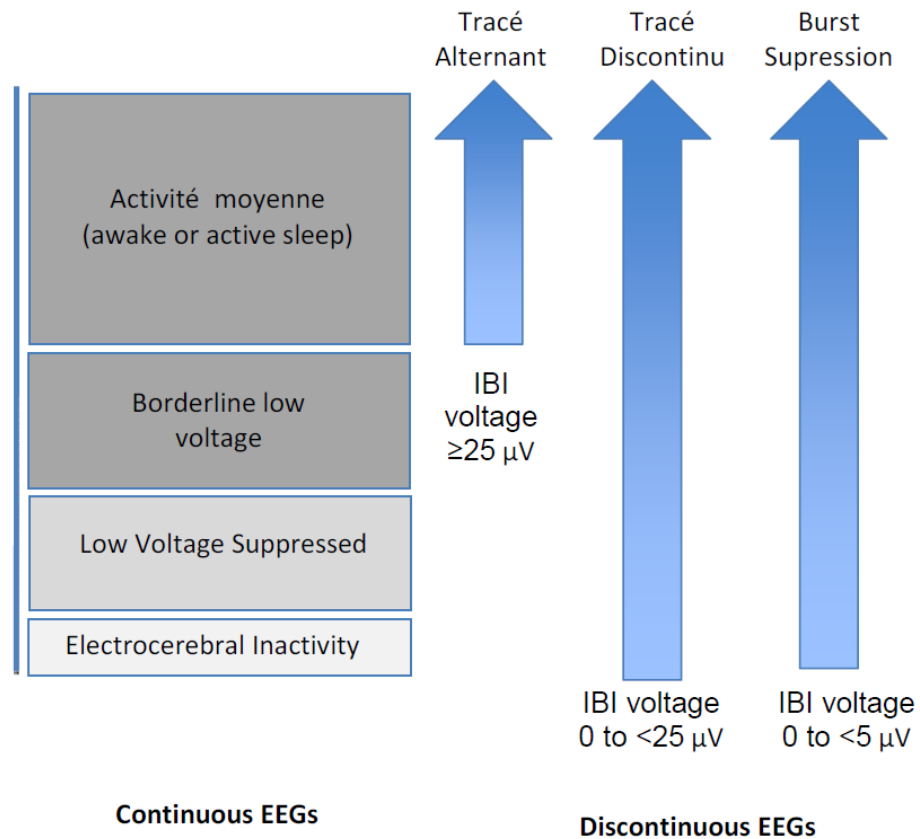 Tracé
Alternant
Tracé
Discontinu
Burst
Supression
Activité moyenne
(awake or active sleep)
Borderline low
voltage
Low Voltage Suppressed
Electrocerebral Inactivity
IBI
voltage
≥25 μV
IBI voltage
0 to <25 μV
IBI voltage
0 to <5 μV
Continuous EEGs
Discontinuous EEGs